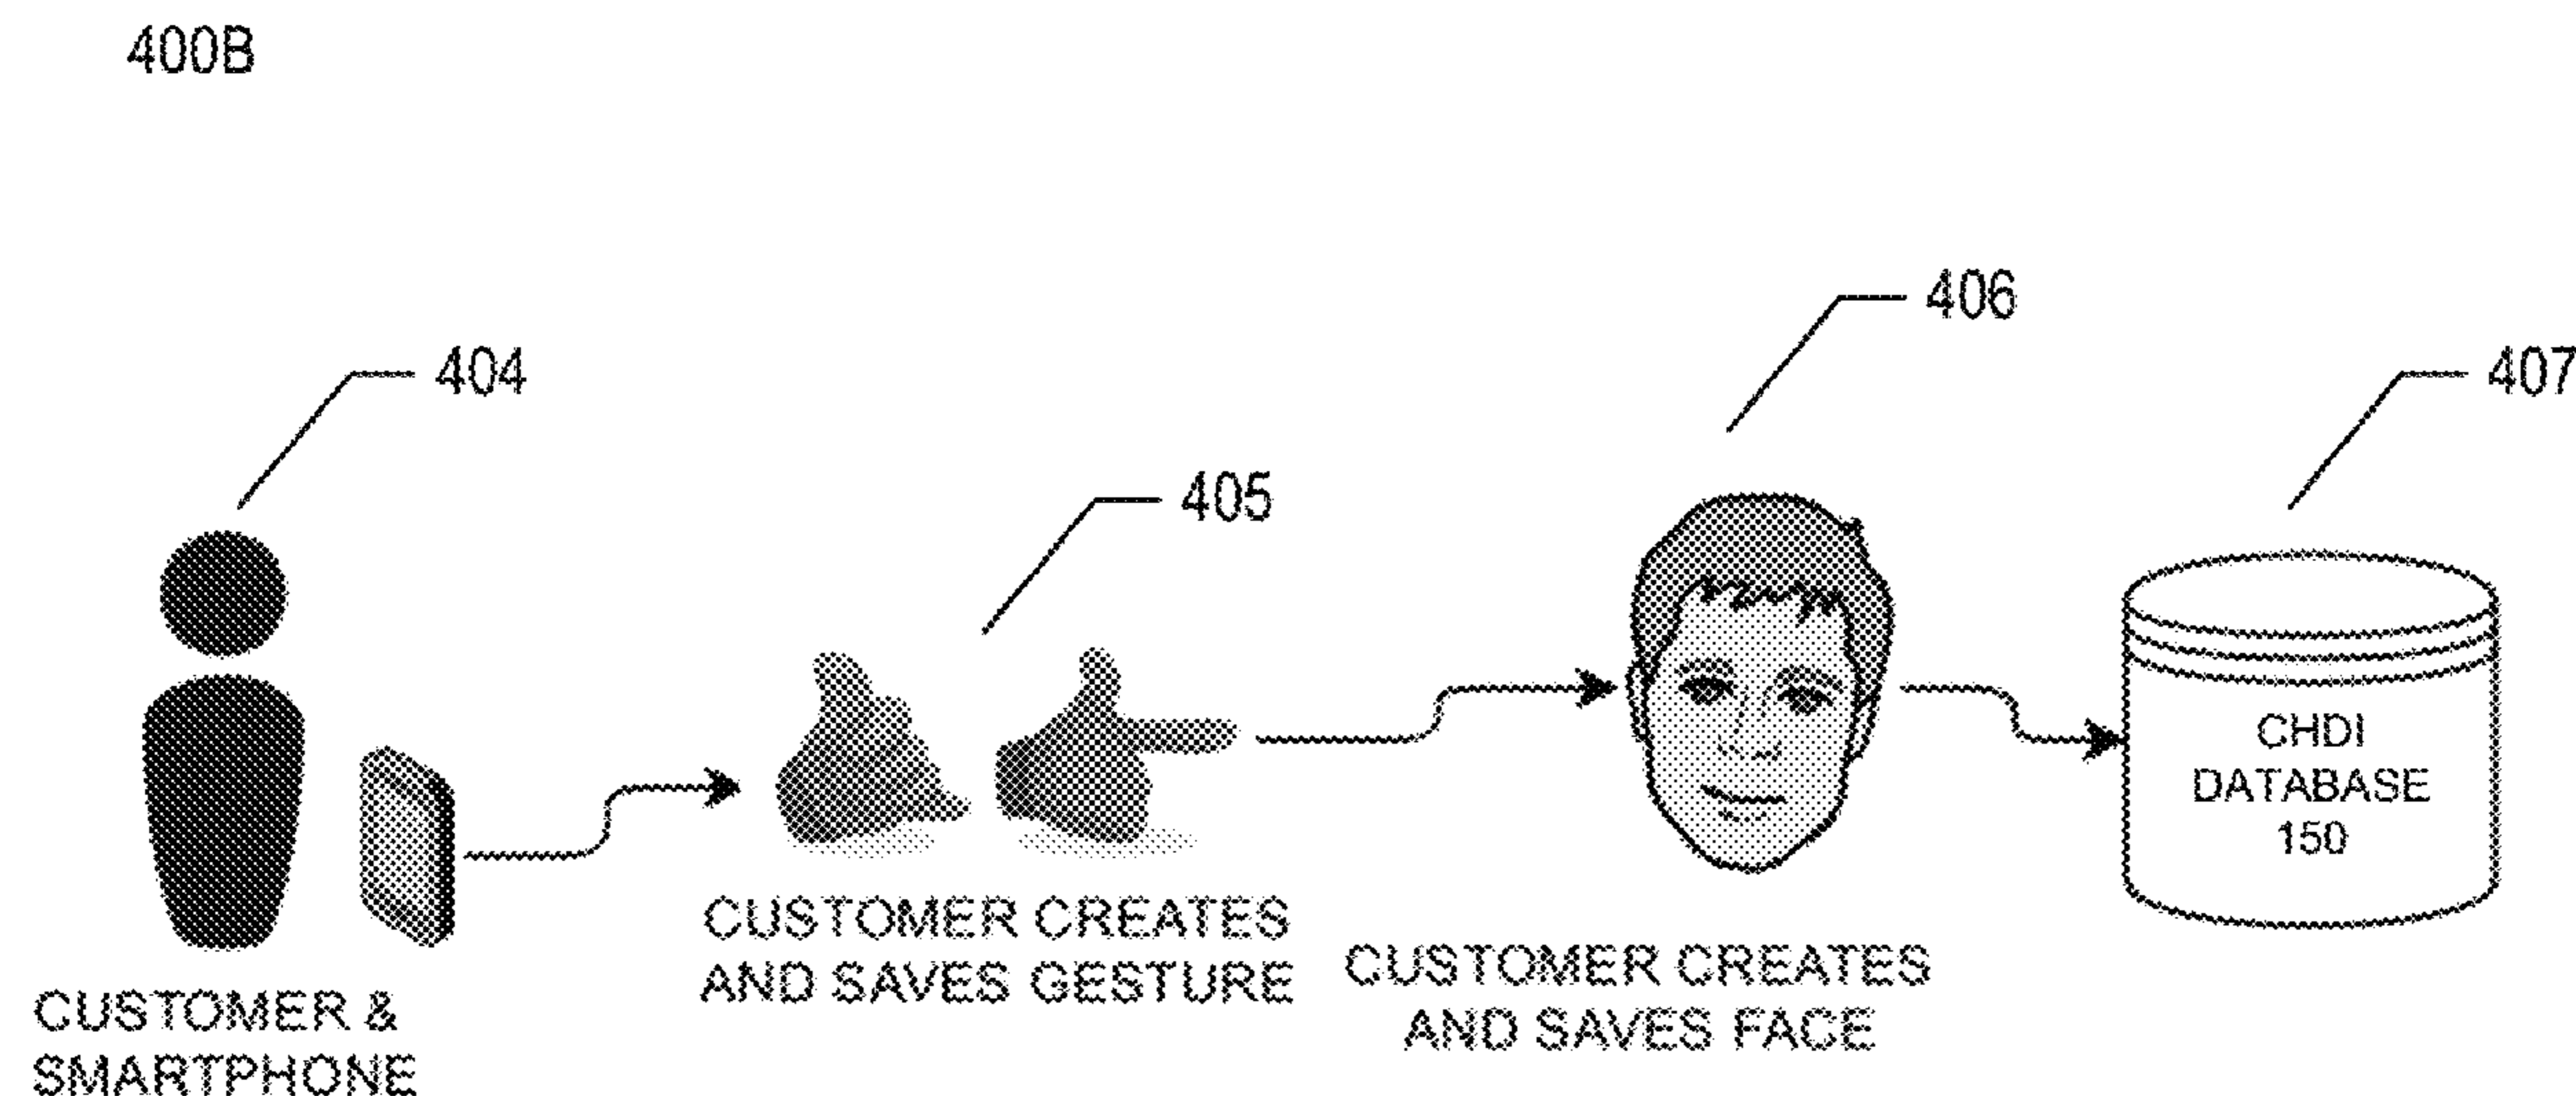 400B
404
CUSTOMER &
SMARTPHONE
405
CUSTOMER CREATES
AND SAVES GESTURE
406
CUSTOMER CREATES
AND SAVES FACE
407
CHDI
DATABASE
150